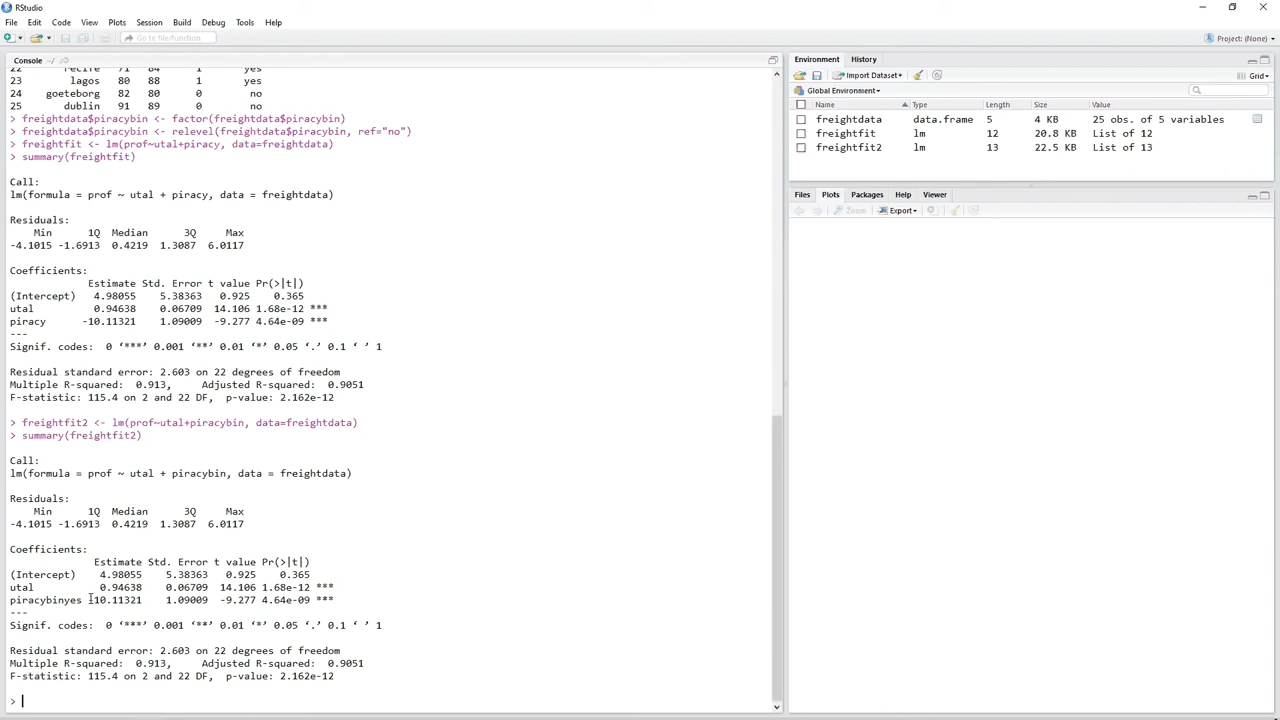 RStudio
File Edit Code View Plots Session Build Debug Tools Help
Go to file/function
Project: (None)
Console ~/
22 recife 71 84 1 yes
23 lagos 80 88 1 yes
24 goeteborg 82 80 0 no
25 dublin 91 89 0 no
> freightdata$piracybin <- factor(freightdata$piracybin)
> freightdata$piracybin <- relevel(freightdata$piracybin, ref="no")
> freightfit <- lm(prof~utal+piracy, data=freightdata)
> summary(freightfit)
Call:
lm(formula = prof ~ utal + piracy, data = freightdata)
Residuals:
Min 1Q Median 3Q Max
-4.1015 -1.6913 0.4219 1.3087 6.0117
Coefficients:
Estimate Std. Error t value Pr(>|t|)
(Intercept) 4.98055 5.38363 0.925 0.365
utal 0.94638 0.06709 14.106 1.68e-12 ***
piracy -10.11321 1.09009 -9.277 4.64e-09 ***
---
Signif. codes: 0 ‘***’ 0.001 ‘**’ 0.01 ‘*’ 0.05 ‘.’ 0.1 ‘ ’ 1
Residual standard error: 2.603 on 22 degrees of freedom
Multiple R-squared: 0.913, Adjusted R-squared: 0.9051
F-statistic: 115.4 on 2 and 22 DF, p-value: 2.162e-12
> freightfit2 <- lm(prof~utal+piracybin, data=freightdata)
> summary(freightfit2)
Call:
lm(formula = prof ~ utal + piracybin, data = freightdata)
Residuals:
Min 1Q Median 3Q Max
-4.1015 -1.6913 0.4219 1.3087 6.0117
Coefficients:
Estimate Std. Error t value Pr(>|t|)
(Intercept) 4.98055 5.38363 0.925 0.365
utal 0.94638 0.06709 14.106 1.68e-12 ***
piracybinyes -10.11321 1.09009 -9.277 4.64e-09 ***
---
Signif. codes: 0 ‘***’ 0.001 ‘**’ 0.01 ‘*’ 0.05 ‘.’ 0.1 ‘ ’ 1
Residual standard error: 2.603 on 22 degrees of freedom
Multiple R-squared: 0.913, Adjusted R-squared: 0.9051
F-statistic: 115.4 on 2 and 22 DF, p-value: 2.162e-12
>
Environment History
Import Dataset Grid
Global Environment
Name Type Length Size Value
freightdata data.frame 5 4 KB 25 obs. of 5 variables
freightfit lm 12 20.8 KB List of 12
freightfit2 lm 13 22.5 KB List of 13
Files Plots Packages Help Viewer
Zoom Export